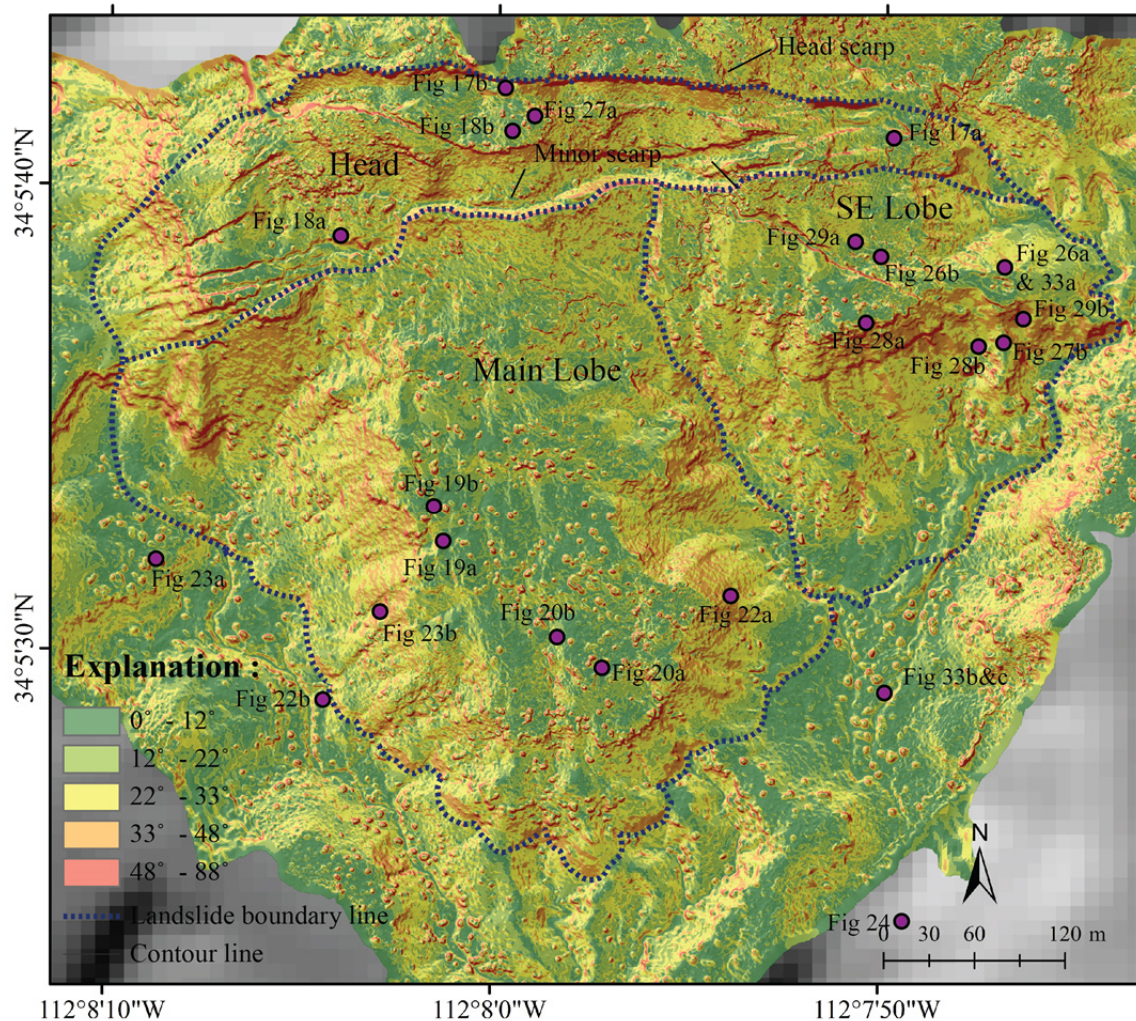 Head scarp
Fig 17b
Fig 27a
Fig 18b
Fig 17a
Minor scarp
Head
34°5'40"N
SE Lobe
Fig 18a
Fig 29a
Fig 26b
Fig 26a
& 33a
Fig 29b
Fig 28a
Fig 28b
Fig 27b
Main Lobe
Fig 19b
Fig 19a
Fig 23a
Fig 23b
Fig 22a
Fig 20b
Fig 20a
34°5'30"N
Explanation :
Fig 22b
Fig 33b&c
0° - 12°
12° - 22°
22° - 33°
33° - 48°
48° - 88°
Landslide boundary line
Contour line
N
Fig 24
0 30 60 120 m
112°8'10"W
112°8'0"W
112°7'50"W